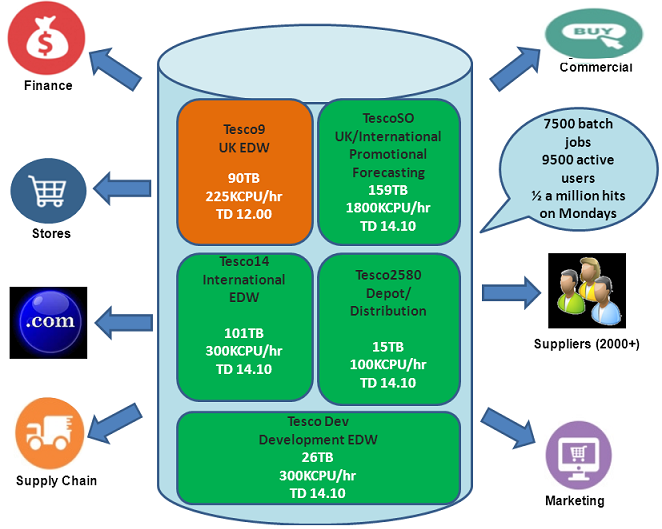 $
Finance
BUY
Commercial
Tesco9
UK EDW
90TB
225KCPU/hr
TD 12.00
TescoSO
UK/International
Promotional
Forecasting
159TB
1800KCPU/hr
TD 14.10
7500 batch
jobs
9500 active
users
½ a million hits
on Mondays
Stores
Tesco14
International
EDW
101TB
300KCPU/hr
TD 14.10
Tesco2580
Depot/
Distribution
15TB
100KCPU/hr
TD 14.10
.com
Suppliers (2000+)
Supply Chain
Tesco Dev
Development EDW
26TB
300KCPU/hr
TD 14.10
Marketing